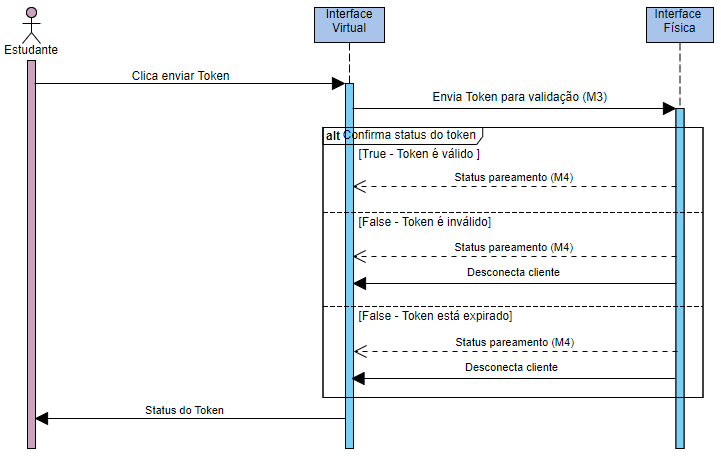 Estudante
Interface
Virtual
Interface
Física
Clica enviar Token
Envia Token para validação (M3)
alt Confirma status do token
[True - Token é válido ]
Status pareamento (M4)
[False - Token é inválido]
Status pareamento (M4)
Desconecta cliente
[False - Token está expirado]
Status pareamento (M4)
Desconecta cliente
Status do Token